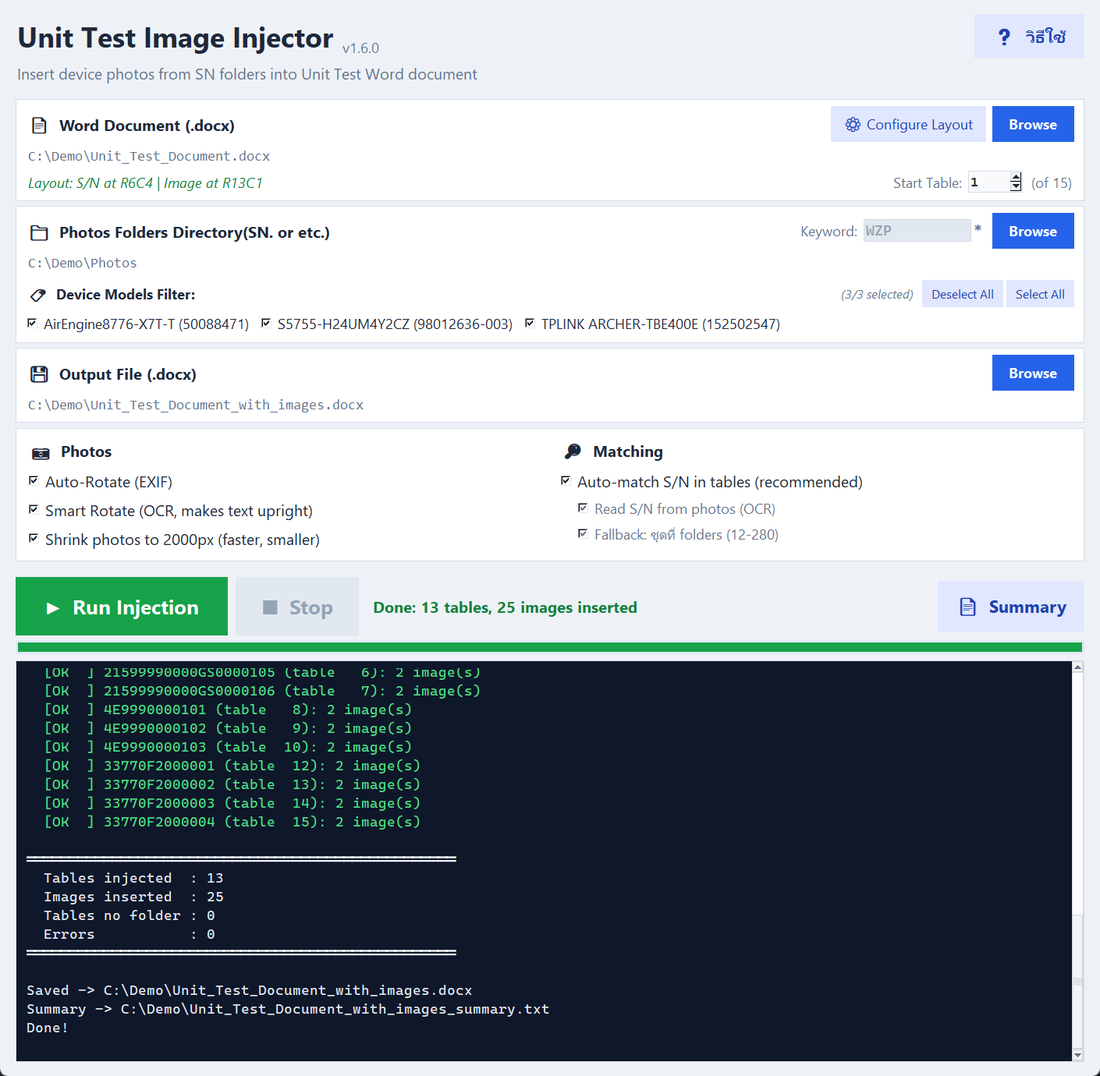 Unit Test Image Injector v1.6.0
? วิธีใช้
Insert device photos from SN folders into Unit Test Word document
Word Document (.docx)
Configure Layout
Browse
C:\Demo\Unit_Test_Document.docx
Layout: S/N at R6C4 | Image at R13C1
Start Table: 1 (of 15)
Photos Folders Directory(SN. or etc.)
Keyword: WZP *
Browse
C:\Demo\Photos
Device Models Filter:
(3/3 selected)
Deselect All
Select All
AirEngine8776-X7T-T (50088471)
S5755-H24UM4Y2CZ (98012636-003)
TPLINK ARCHER-TBE400E (152502547)
Output File (.docx)
Browse
C:\Demo\Unit_Test_Document_with_images.docx
Photos
Auto-Rotate (EXIF)
Smart Rotate (OCR, makes text upright)
Shrink photos to 2000px (faster, smaller)
Matching
Auto-match S/N in tables (recommended)
Read S/N from photos (OCR)
Fallback: ชุดที่ folders (12-280)
Run Injection
Stop
Done: 13 tables, 25 images inserted
Summary
[OK  ] 21599990000GS0000105 (table   6): 2 image(s)
[OK  ] 21599990000GS0000106 (table   7): 2 image(s)
[OK  ] 4E9990000101 (table   8): 2 image(s)
[OK  ] 4E9990000102 (table   9): 2 image(s)
[OK  ] 4E9990000103 (table  10): 2 image(s)
[OK  ] 33770F2000001 (table  12): 2 image(s)
[OK  ] 33770F2000002 (table  13): 2 image(s)
[OK  ] 33770F2000003 (table  14): 2 image(s)
[OK  ] 33770F2000004 (table  15): 2 image(s)
Tables injected  : 13
Images inserted  : 25
Tables no folder : 0
Errors           : 0
Saved -> C:\Demo\Unit_Test_Document_with_images.docx
Summary -> C:\Demo\Unit_Test_Document_with_images_summary.txt
Done!